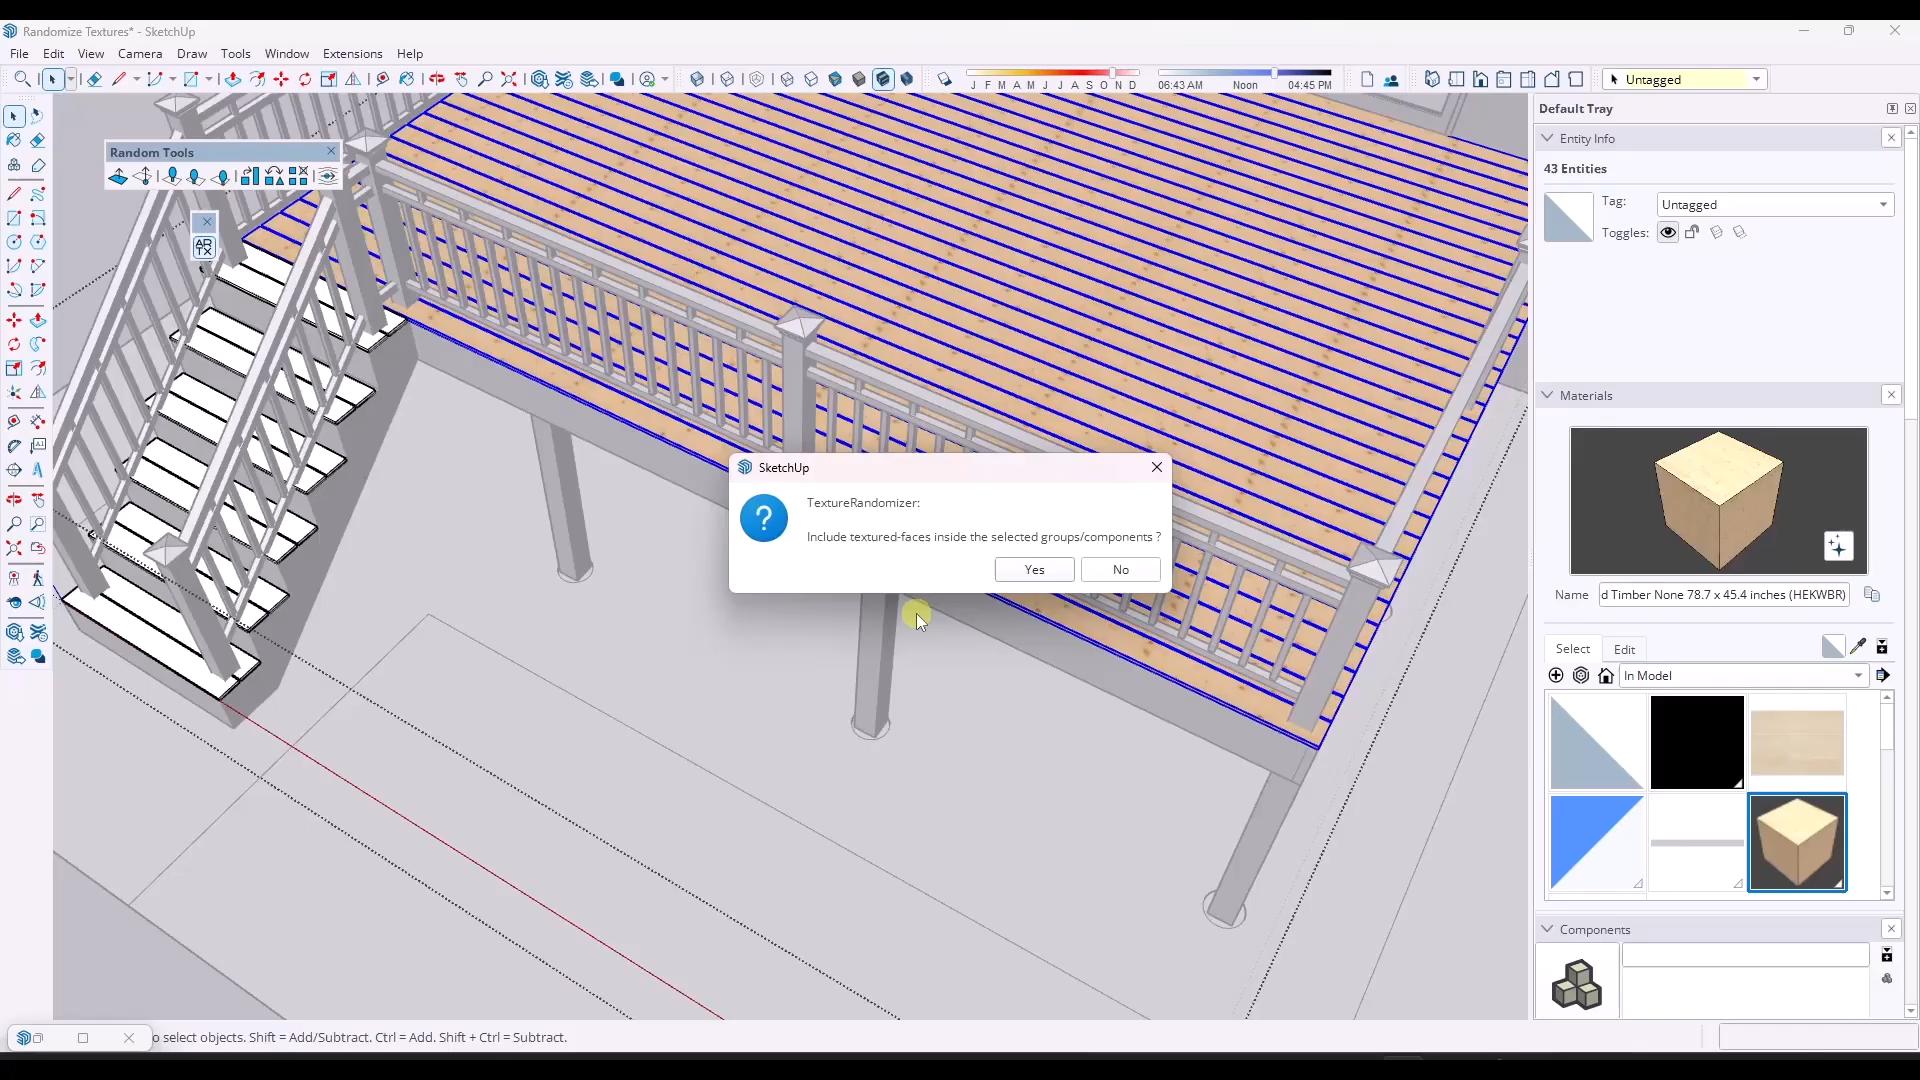 Randomize Textures* - SketchUp
File Edit View Camera Draw Tools Window Extensions Help
J F M A M J J A S O N D
06:43 AM Noon 04:45 PM
Untagged
Default Tray
Random Tools
Entity Info
43 Entities
Tag: Untagged
Toggles:
Materials
SketchUp
TextureRandomizer:
Include textured-faces inside the selected groups/components ?
Yes No
Name d Timber None 78.7 x 45.4 inches (HEKWBR)
Select Edit
In Model
Components
o select objects. Shift = Add/Subtract. Ctrl = Add. Shift + Ctrl = Subtract.